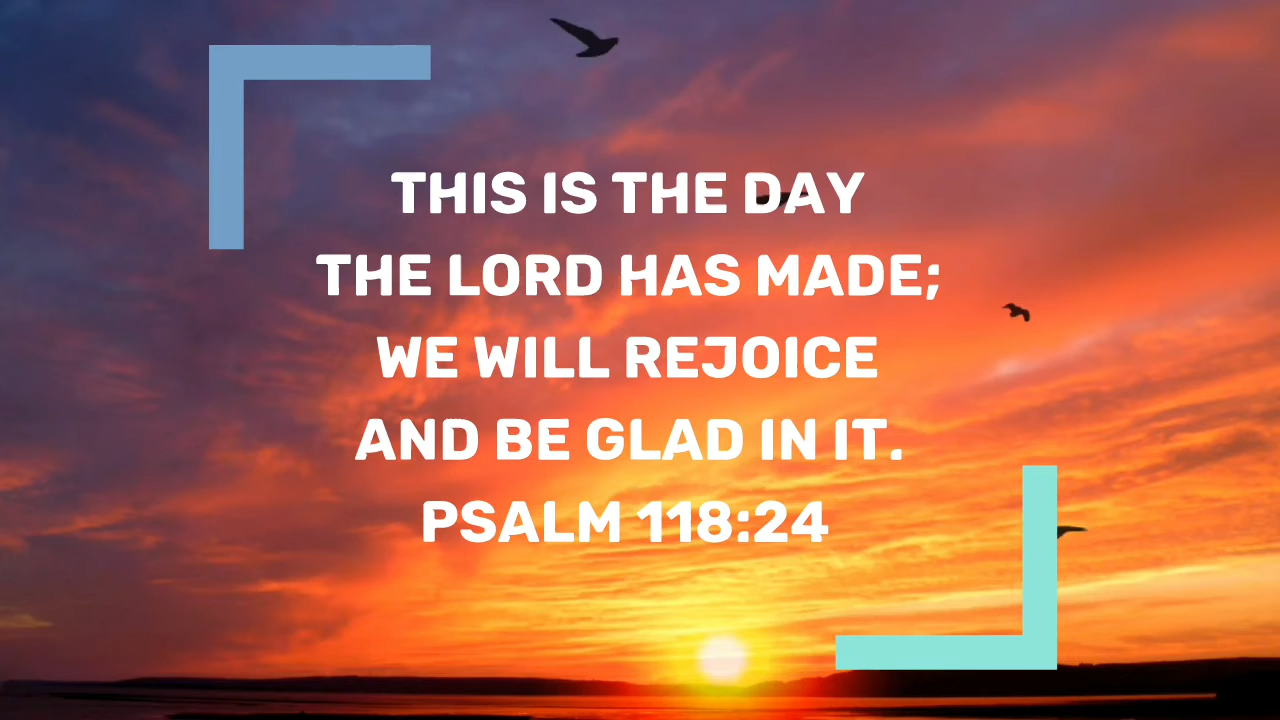 THIS IS THE DAY
THE LORD HAS MADE;
WE WILL REJOICE
AND BE GLAD IN IT.
PSALM 118:24